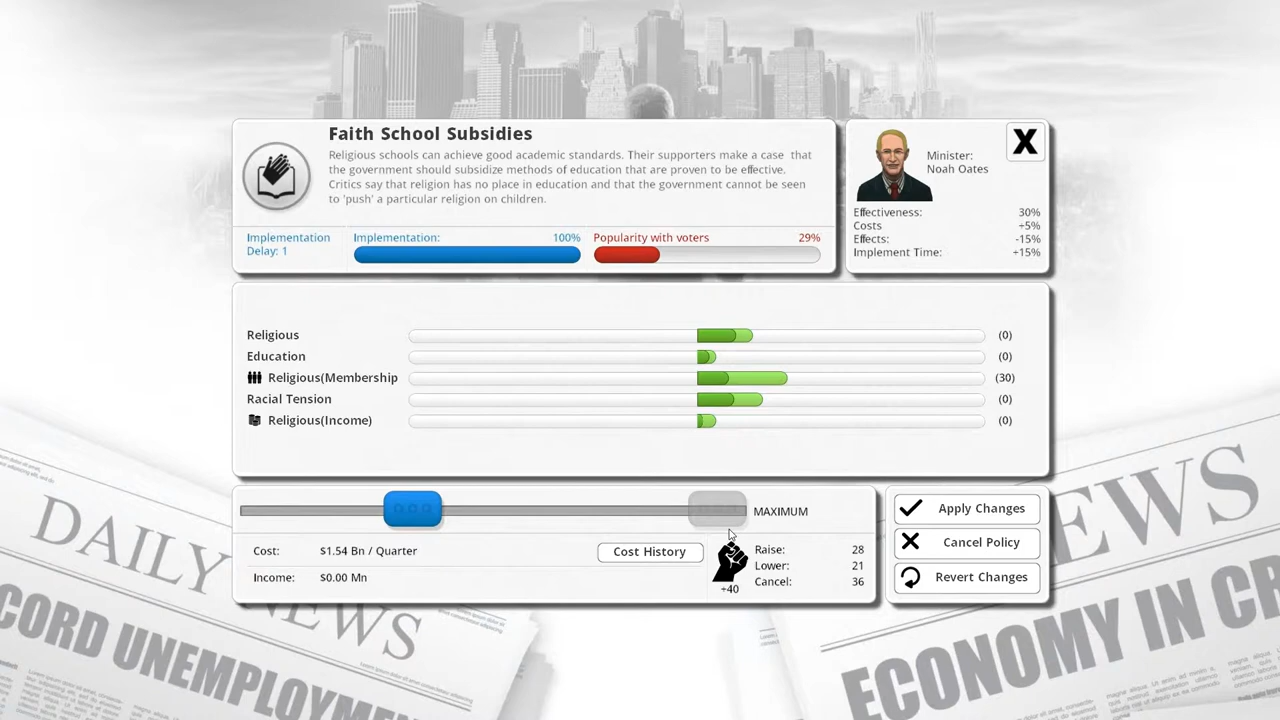 Faith School Subsidies
Religious schools can achieve good academic standards. Their supporters make a case that
the government should subsidize methods of education that are proven to be effective.
Critics say that religion has no place in education and that the government cannot be seen
to 'push' a particular religion on children.
Implementation
Delay: 1
Implementation: 100%
Popularity with voters 29%
Minister:
Noah Oates
X
Effectiveness: 30%
Costs +5%
Effects: -15%
Implement Time: +15%
Religious (0)
Education (0)
Religious(Membership (30)
Racial Tension (0)
Religious(Income) (0)
MAXIMUM
Cost: $1.54 Bn / Quarter
Income: $0.00 Mn
Cost History
+40
Raise: 28
Lower: 21
Cancel: 36
Apply Changes
Cancel Policy
Revert Changes
DAILY NEWS
CORD UNEMPLOYM
NEWS
ECONOMY IN CR